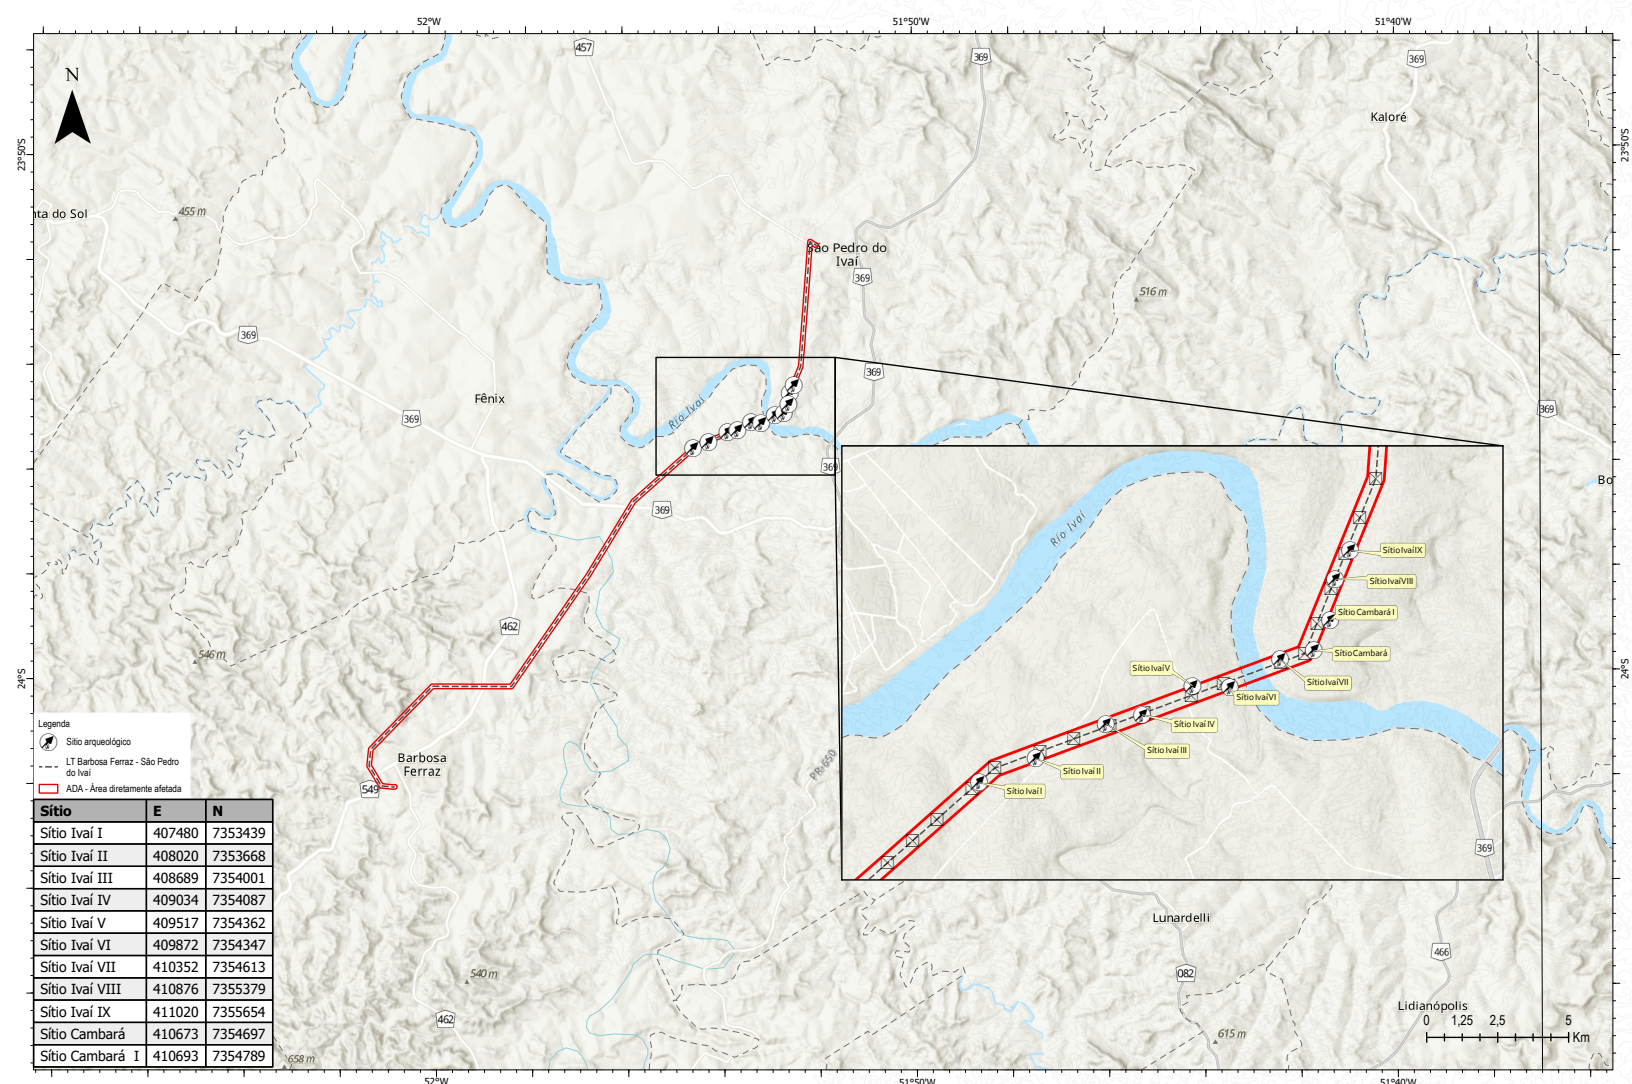 52°W
51°50'W
51°40'W
N
457
369
369
Kaloré
23°50'S
23°50'S
nta do Sol
455 m
São Pedro do
Ivaí
369
516 m
369
369
369
Fênix
369
Rio Ivaí
369
369
Bo
Rio Ivaí
Sítio Ivaí IX
Sítio Ivaí VIII
Sítio Cambará I
Sítio Cambará
Sítio Ivaí V
Sítio Ivaí VII
Sítio Ivaí VI
Sítio Ivaí IV
Sítio Ivaí III
Sítio Ivaí II
Sítio Ivaí I
369
462
546 m
24°S
24°S
PR-650
Legenda
Sitio arqueológico
LT Barbosa Ferraz - São Pedro
do Ivaí
ADA - Área diretamente afetada
Barbosa
Ferraz
549
Sítio E N
Sítio Ivaí I 407480 7353439
Sítio Ivaí II 408020 7353668
Sítio Ivaí III 408689 7354001
Sítio Ivaí IV 409034 7354087
Sítio Ivaí V 409517 7354362
Sítio Ivaí VI 409872 7354347
Sítio Ivaí VII 410352 7354613
Sítio Ivaí VIII 410876 7355379
Sítio Ivaí IX 411020 7355654
Sítio Cambará 410673 7354697
Sítio Cambará I 410693 7354789
Lunardelli
466
082
540 m
462
Lidianópolis
615 m
658 m
0 1,25 2,5 5
Km
52°W
51°50'W
51°40'W